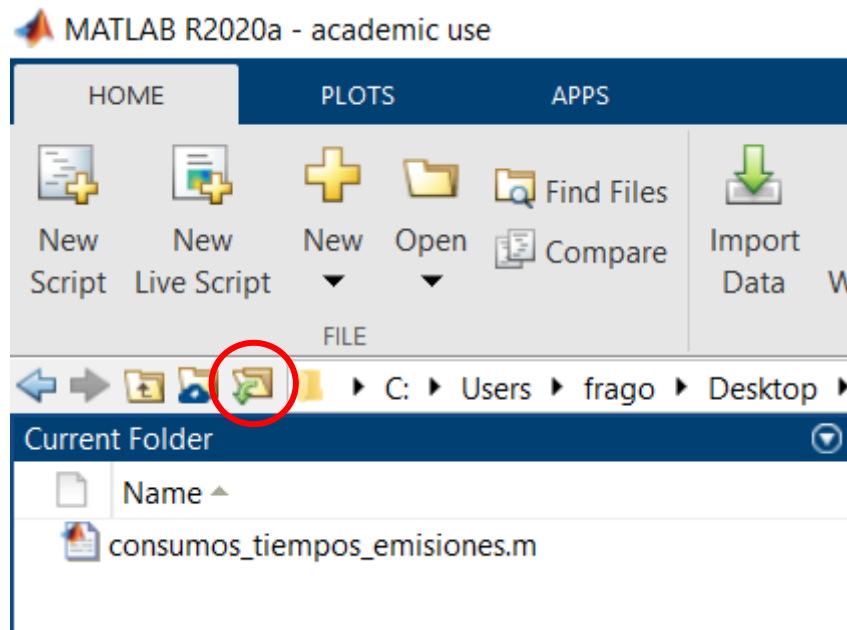 MATLAB R2020a - academic use
HOME PLOTS APPS
New Script
New Live Script
New
Open
Find Files
Compare
Import Data
W
FILE
C: Users frago Desktop
Current Folder
Name
consumos_tiempos_emisiones.m